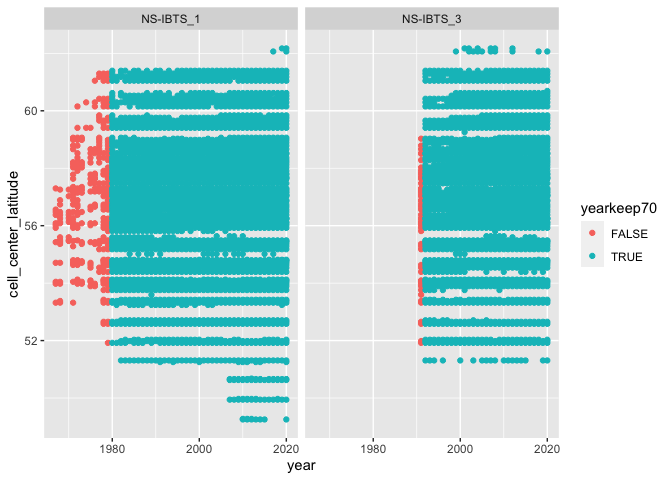 NS-IBTS_1
NS-IBTS_3
60
56
52
cell_center_latitude
1980
2000
2020
1980
2000
2020
year
yearkeep70
FALSE
TRUE